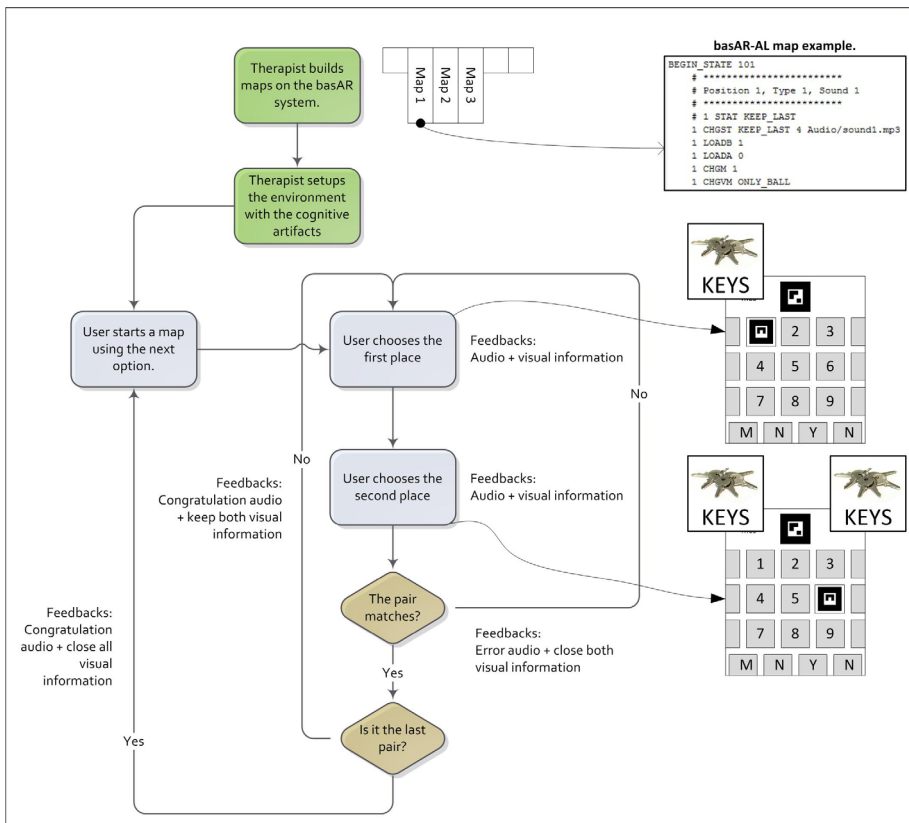 basAR-AL map example.
Therapist builds
maps on the basAR
system.
Map 1
Map 2
Map 3
BEGIN_STATE 101
# ************************
# Position 1, Type 1, Sound 1
# ************************
# 1 STAT KEEP_LAST
1 CHGST KEEP_LAST 4 Audio/sound1.mp3
1 LOADB 1
1 LOADA 0
1 CHGM 1
1 CHGVM ONLY_BALL
Therapist setups
the environment
with the cognitive
artifacts
KEYS
User starts a map
using the next
option.
User chooses the
first place
Feedbacks:
Audio + visual information
2 3
4 5 6
7 8 9
M N Y N
No
No
Feedbacks:
Congratulation audio
+ keep both visual
information
User chooses the
second place
Feedbacks:
Audio + visual information
KEYS
KEYS
1 2 3
4 5
7 8 9
M N Y N
The pair
matches?
Feedbacks:
Error audio + close both
visual information
Feedbacks:
Congratulation
audio + close all
visual
information
Yes
Is it the last
pair?
Yes